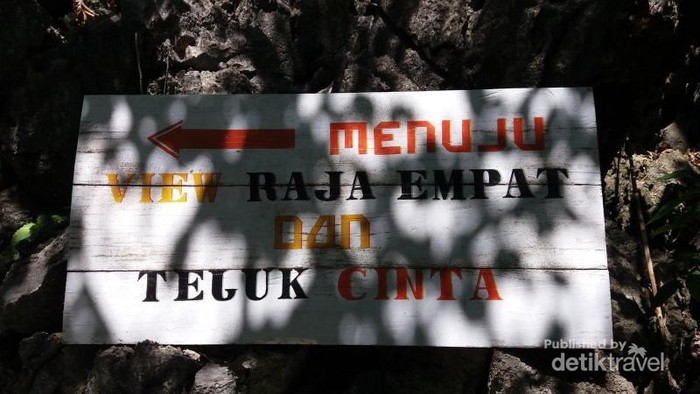 MENUJU
VIEW RAJA EMPAT
DAN
TELUK CINTA
Published by
detiktravel